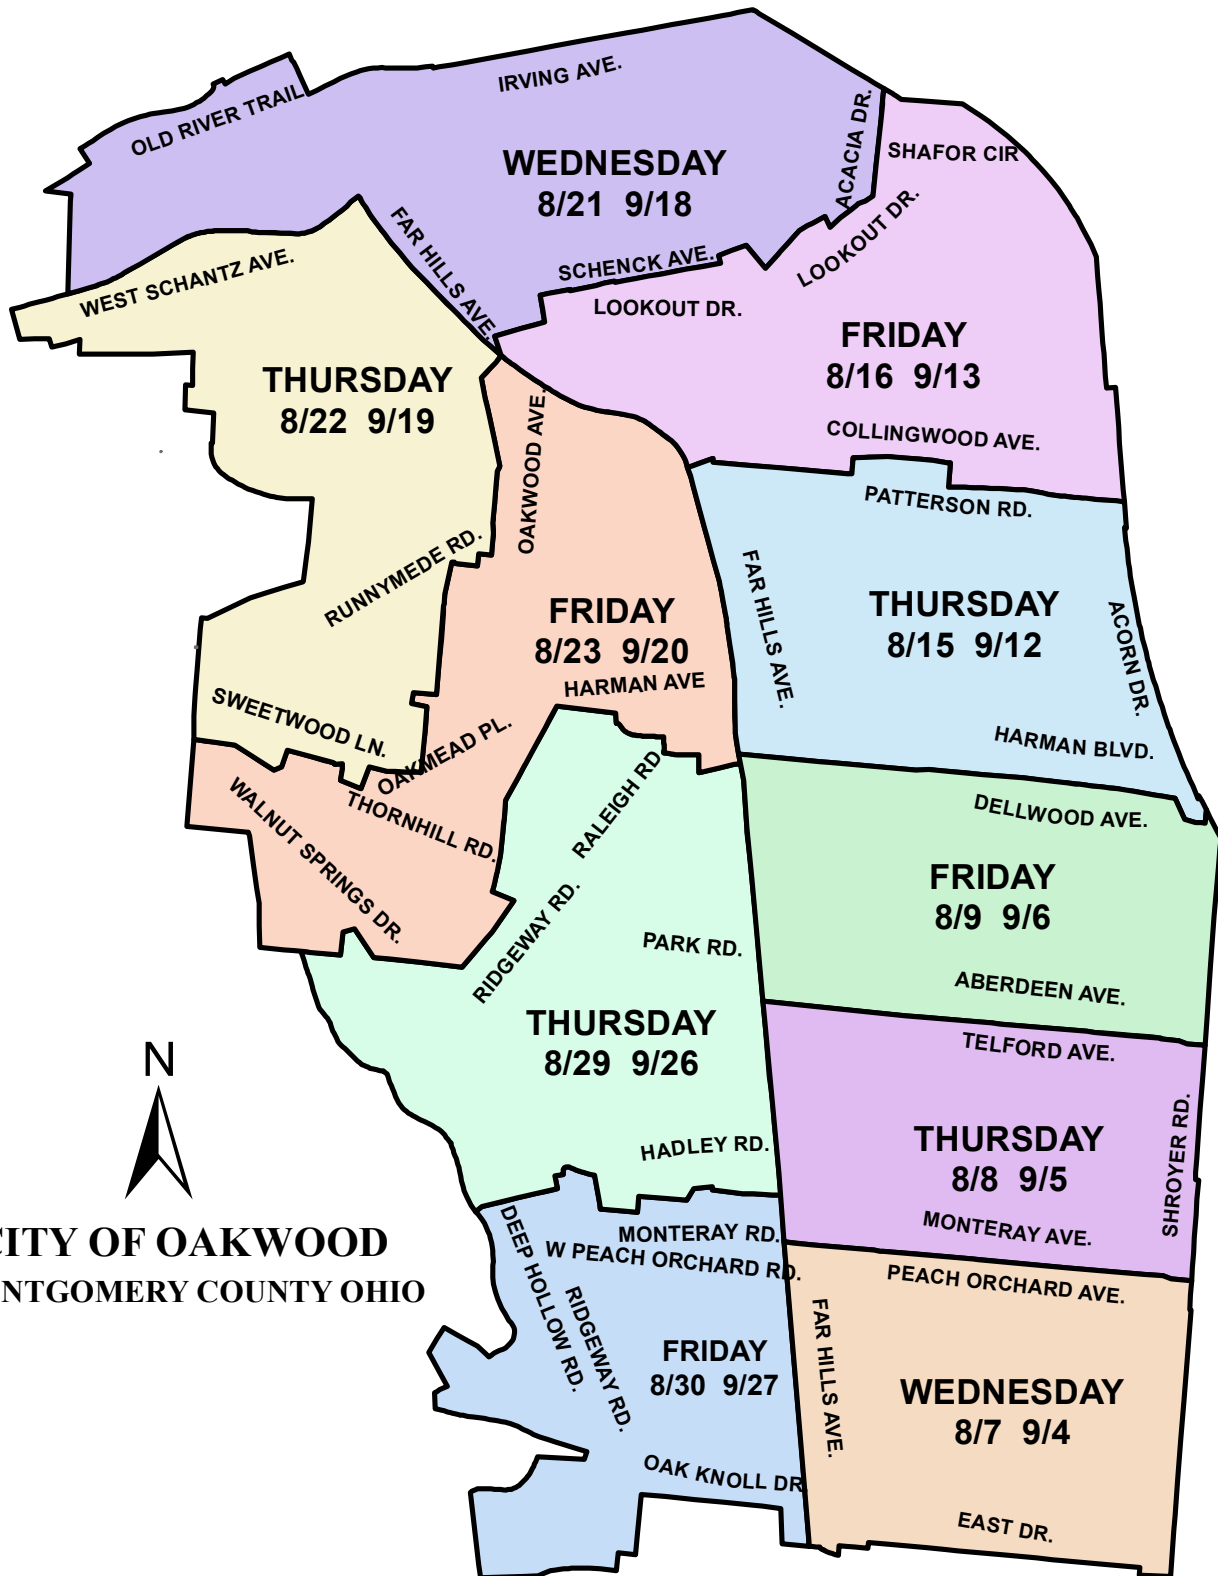 IRVING AVE.
OLD RIVER TRAIL
ACACIA DR.
SHAFOR CIR
WEDNESDAY
8/21 9/18
LOOKOUT DR.
FAR HILLS AVE.
SCHENCK AVE.
WEST SCHANTZ AVE.
LOOKOUT DR.
FRIDAY
8/16 9/13
THURSDAY
8/22 9/19
OAKWOOD AVE.
COLLINGWOOD AVE.
PATTERSON RD.
RUNNYMEDE RD.
FAR HILLS AVE.
THURSDAY
8/15 9/12
ACORN DR.
FRIDAY
8/23 9/20
HARMAN AVE
SWEETWOOD LN.
OAKMEAD PL.
HARMAN BLVD.
RALEIGH RD
THORNHILL RD.
WALNUT SPRINGS DR.
DELLWOOD AVE.
FRIDAY
8/9 9/6
RIDGEWAY RD.
PARK RD.
ABERDEEN AVE.
THURSDAY
8/29 9/26
TELFORD AVE.
N
HADLEY RD.
THURSDAY
8/8 9/5
SHROYER RD.
MONTERAY AVE.
CITY OF OAKWOOD
NTGOMERY COUNTY OHIO
DEEP HOLLOW RD.
MONTERAY RD.
W PEACH ORCHARD RD.
RIDGEWAY RD.
PEACH ORCHARD AVE.
FAR HILLS AVE.
FRIDAY
8/30 9/27
WEDNESDAY
8/7 9/4
OAK KNOLL DR
EAST DR.